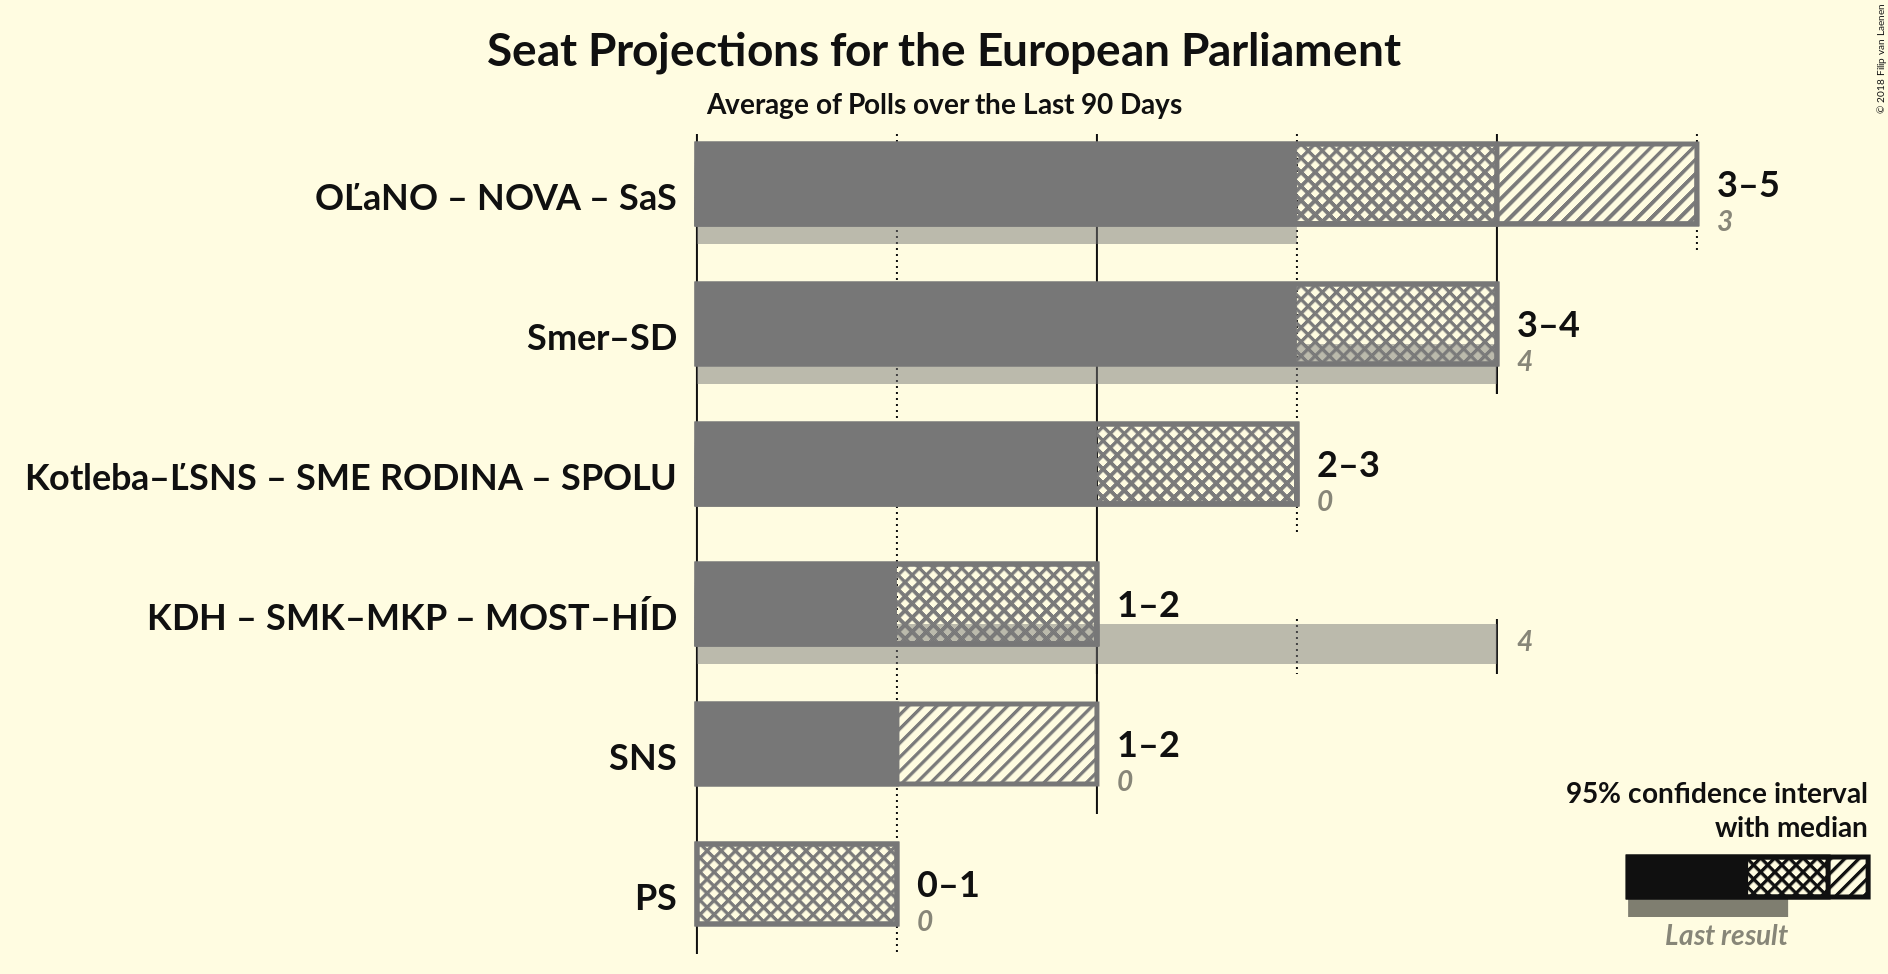 Seat Projections for the European Parliament
Average of Polls over the Last 90 Days
© 2018 Filip van Laenen
OĽaNO – NOVA – SaS
3–5
3
Smer–SD
3–4
4
Kotleba–ĽSNS – SME RODINA – SPOLU
2–3
0
KDH – SMK–MKP – MOST–HÍD
1–2
4
SNS
1–2
0
PS
0–1
0
95% confidence interval
with median
Last result